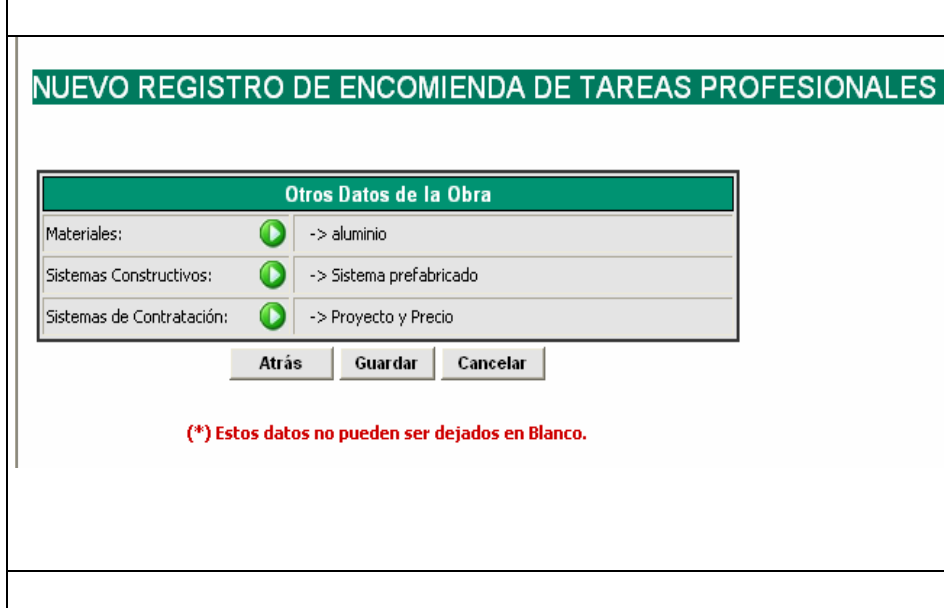 NUEVO REGISTRO DE ENCOMIENDA DE TAREAS PROFESIONALES
Otros Datos de la Obra
Materiales: -> aluminio
Sistemas Constructivos: -> Sistema prefabricado
Sistemas de Contratación: -> Proyecto y Precio
Atrás Guardar Cancelar
(*) Estos datos no pueden ser dejados en Blanco.